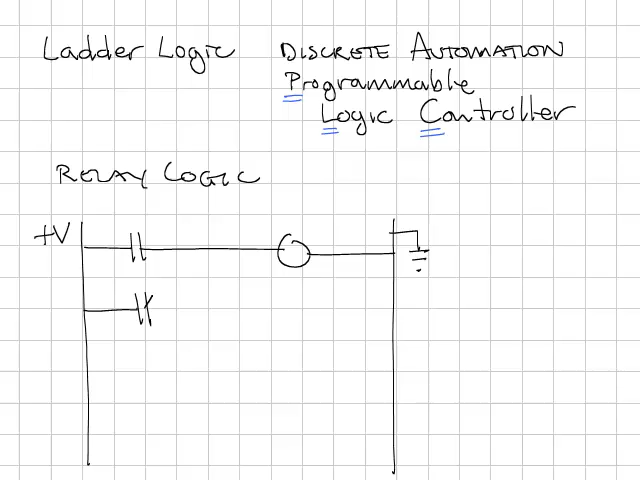 Ladder Logic DISCRETE AUTOMATION
Programmable
Logic Controller
RELAY LOGIC
+V